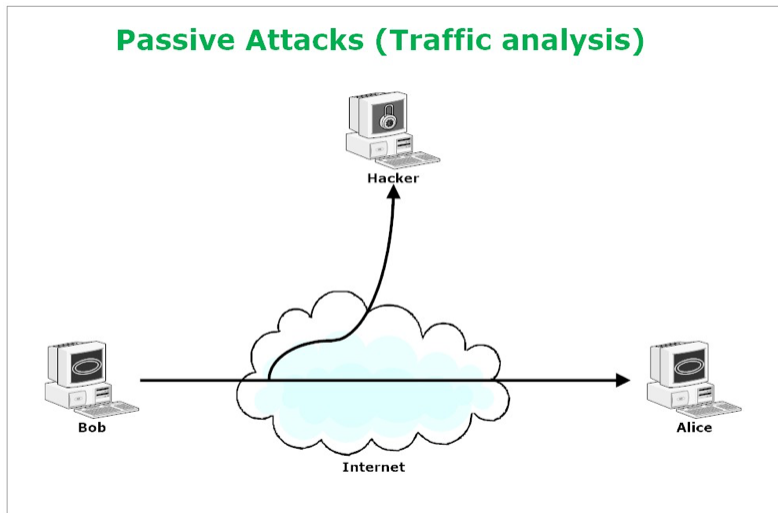 Passive Attacks (Traffic analysis)
Hacker
Bob
Alice
Internet